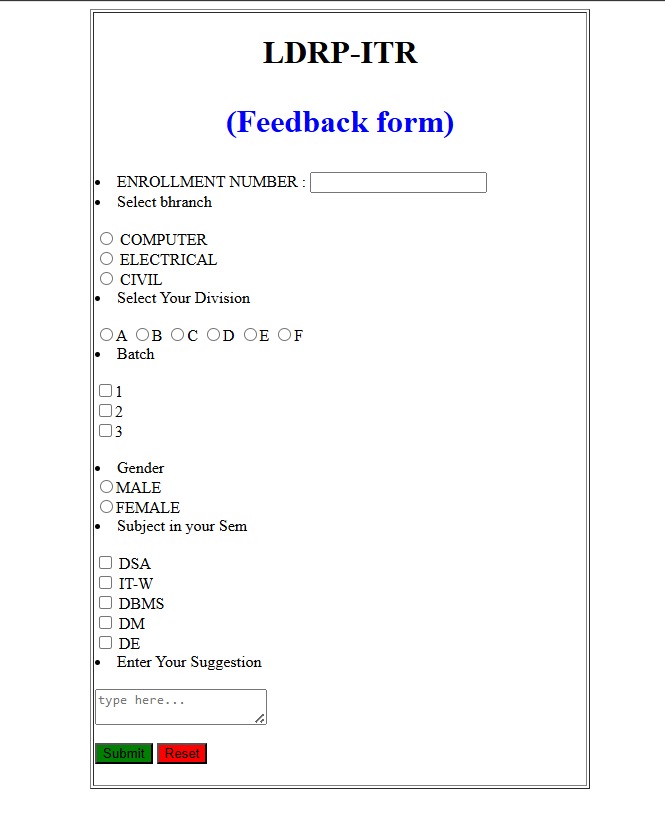 LDRP-ITR
(Feedback form)
ENROLLMENT NUMBER :
Select bhranch
COMPUTER
ELECTRICAL
CIVIL
Select Your Division
A B C D E F
Batch
1
2
3
Gender
MALE
FEMALE
Subject in your Sem
DSA
IT-W
DBMS
DM
DE
Enter Your Suggestion
type here...
Submit Reset